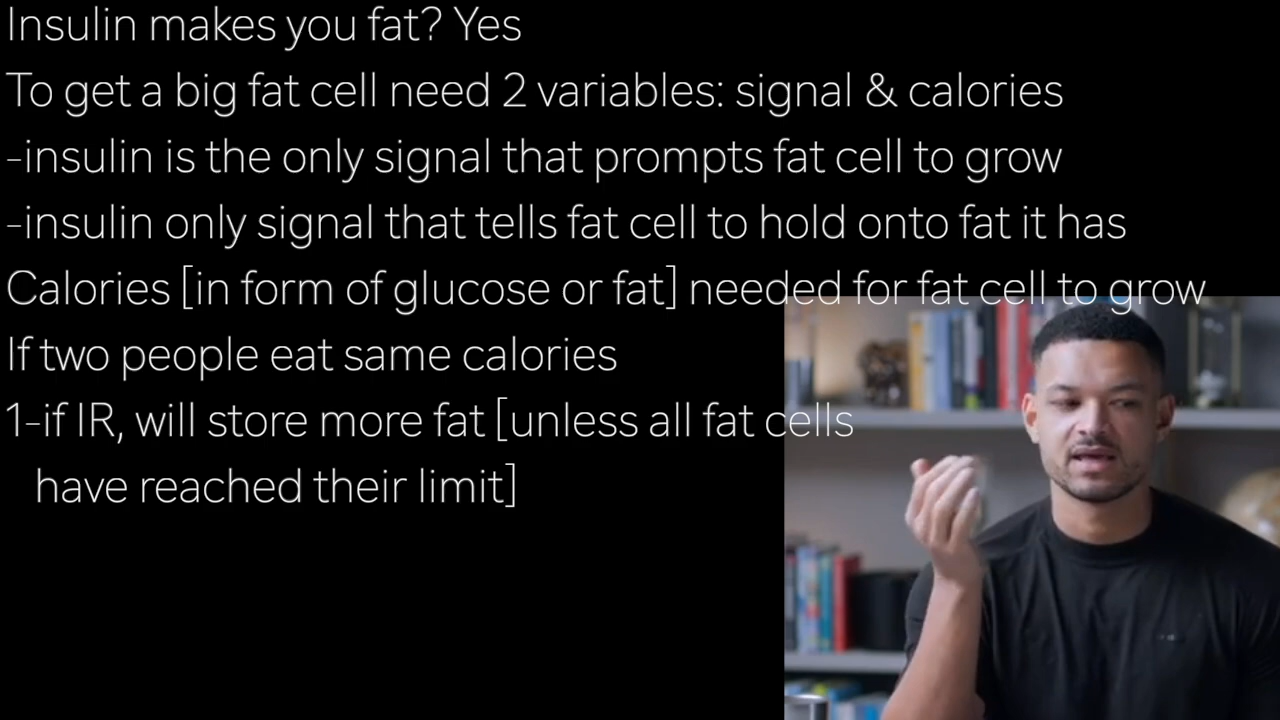 Insulin makes you fat? Yes
To get a big fat cell need 2 variables: signal & calories
-insulin is the only signal that prompts fat cell to grow
-insulin only signal that tells fat cell to hold onto fat it has
Calories [in form of glucose or fat] needed for fat cell to grow
If two people eat same calories
1-if IR, will store more fat [unless all fat cells
have reached their limit]